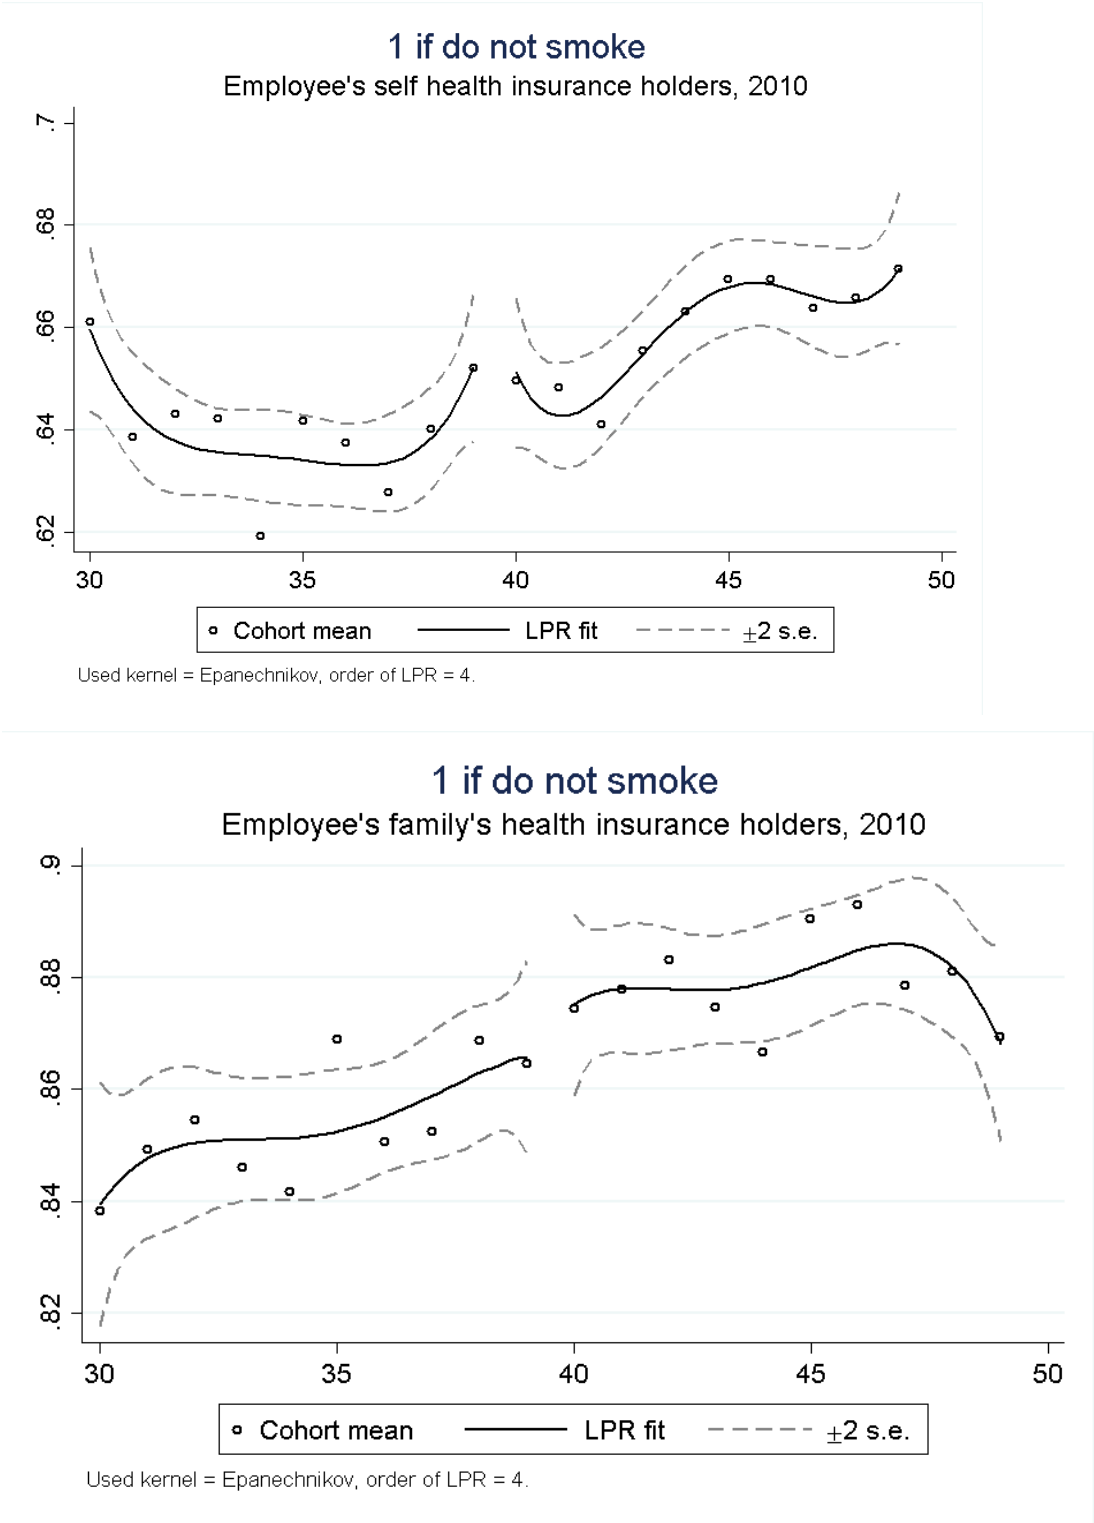 1 if do not smoke
Employee's self health insurance holders, 2010
.7
.68
.66
.64
.62
30 35 40 45 50
Cohort mean LPR fit ±2 s.e.
Used kernel = Epanechnikov, order of LPR = 4.
1 if do not smoke
Employee's family's health insurance holders, 2010
.9
.88
.86
.84
.82
30 35 40 45 50
Cohort mean LPR fit ±2 s.e.
Used kernel = Epanechnikov, order of LPR = 4.